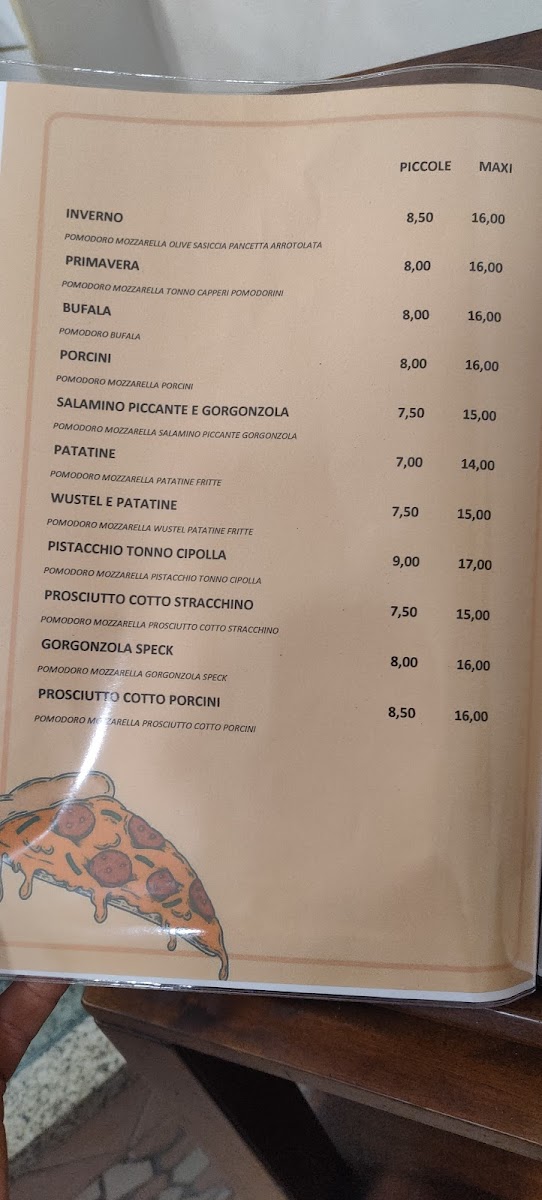 PICCOLE MAXI
INVERNO 8,50 16,00
POMODORO MOZZARELLA OLIVE SASICCIA PANCETTA ARROTOLATA
PRIMAVERA 8,00 16,00
POMODORO MOZZARELLA TONNO CAPPERI POMODORINI
BUFALA 8,00 16,00
POMODORO BUFALA
PORCINI 8,00 16,00
POMODORO MOZZARELLA PORCINI
SALAMINO PICCANTE E GORGONZOLA 7,50 15,00
POMODORO MOZZARELLA SALAMINO PICCANTE GORGONZOLA
PATATINE 7,00 14,00
POMODORO MOZZARELLA PATATINE FRITTE
WUSTEL E PATATINE 7,50 15,00
POMODORO MOZZARELLA WUSTEL PATATINE FRITTE
PISTACCHIO TONNO CIPOLLA 9,00 17,00
POMODORO MOZZARELLA PISTACCHIO TONNO CIPOLLA
PROSCIUTTO COTTO STRACCHINO 7,50 15,00
POMODORO MOZZARELLA PROSCIUTTO COTTO STRACCHINO
GORGONZOLA SPECK 8,00 16,00
POMODORO MOZZARELLA GORGONZOLA SPECK
PROSCIUTTO COTTO PORCINI 8,50 16,00
POMODORO MOZZARELLA PROSCIUTTO COTTO PORCINI